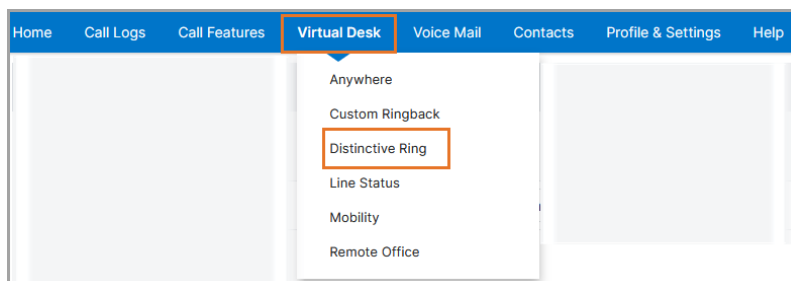 Home Call Logs Call Features Virtual Desk Voice Mail Contacts Profile & Settings Help
Anywhere
Custom Ringback
Distinctive Ring
Line Status
Mobility
Remote Office